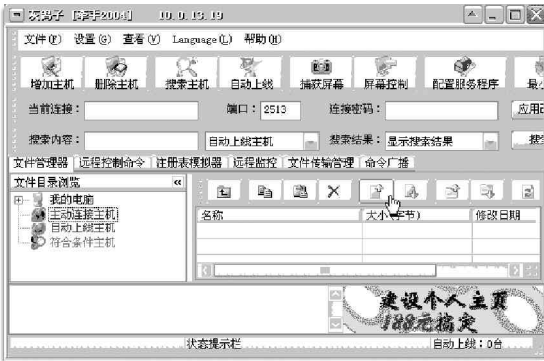 灰鸽子 [牵手2004] 10.0.13.19
文件(F) 设置(G) 查看(V) Language(L) 帮助(H)
增加主机 删除主机 搜索主机 自动上线 捕获屏幕 屏幕控制 配置服务程序 最小
当前连接: 端口: 2513 连接密码: 应用改
搜索内容: 自动上线主机 搜索结果: 显示搜索结果 搜
文件管理器 远程控制命令 注册表模拟器 远程监控 文件传输管理 命令广播
文件目录浏览 «
我的电脑
主动连接主机
自动上线主机
符合条件主机
名称 大小(字节) 修改日期
建设个人主页
188元搞定
状态提示栏 自动上线:0台